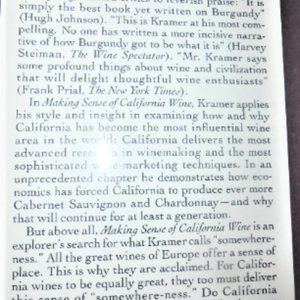 simply the best book yet written on Burgundy"
(Hugh Johnson). "This is Kramer at his most com-
pelling. No one has written a more incisive narra-
tive of how Burgundy got to be what it is" (Harvey
Steiman, The Wine Spectator). "Mr. Kramer says
some profound things about wine and civilization
that will delight thoughtful wine enthusiasts"
(Frank Prial, The New York Times).
In Making Sense of California Wine, Kramer applies
his style and insight in examining how and why
California has become the most influential wine
area in the world: California delivers the most
advanced research in winemaking and the most
sophisticated wine-marketing techniques. In an
unprecedented chapter he demonstrates how eco-
nomics has forced California to produce ever more
Cabernet Sauvignon and Chardonnay—and why
that will continue for at least a generation.
But above all, Making Sense of California Wine is an
explorer's search for what Kramer calls "somewhere-
ness." All the great wines of Europe offer a sense of
place. This is why they are acclaimed. For Califor-
nia wines to be equally great, they too must deliver
this sense of "somewhere-ness." Do California